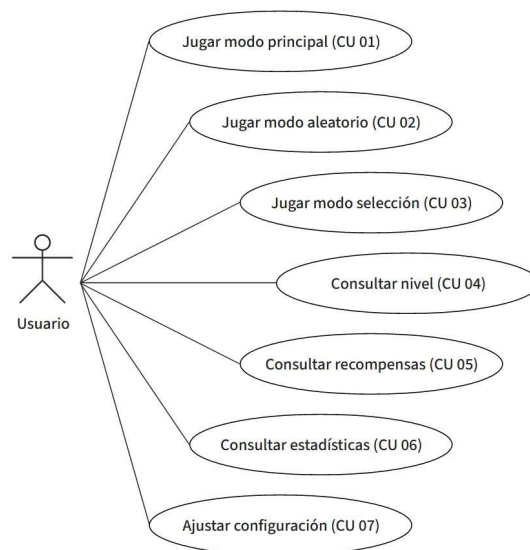 Jugar modo principal (CU 01)
Jugar modo aleatorio (CU 02)
Jugar modo selección (CU 03)
Consultar nivel (CU 04)
Usuario
Consultar recompensas (CU 05)
Consultar estadísticas (CU 06)
Ajustar configuración (CU 07)